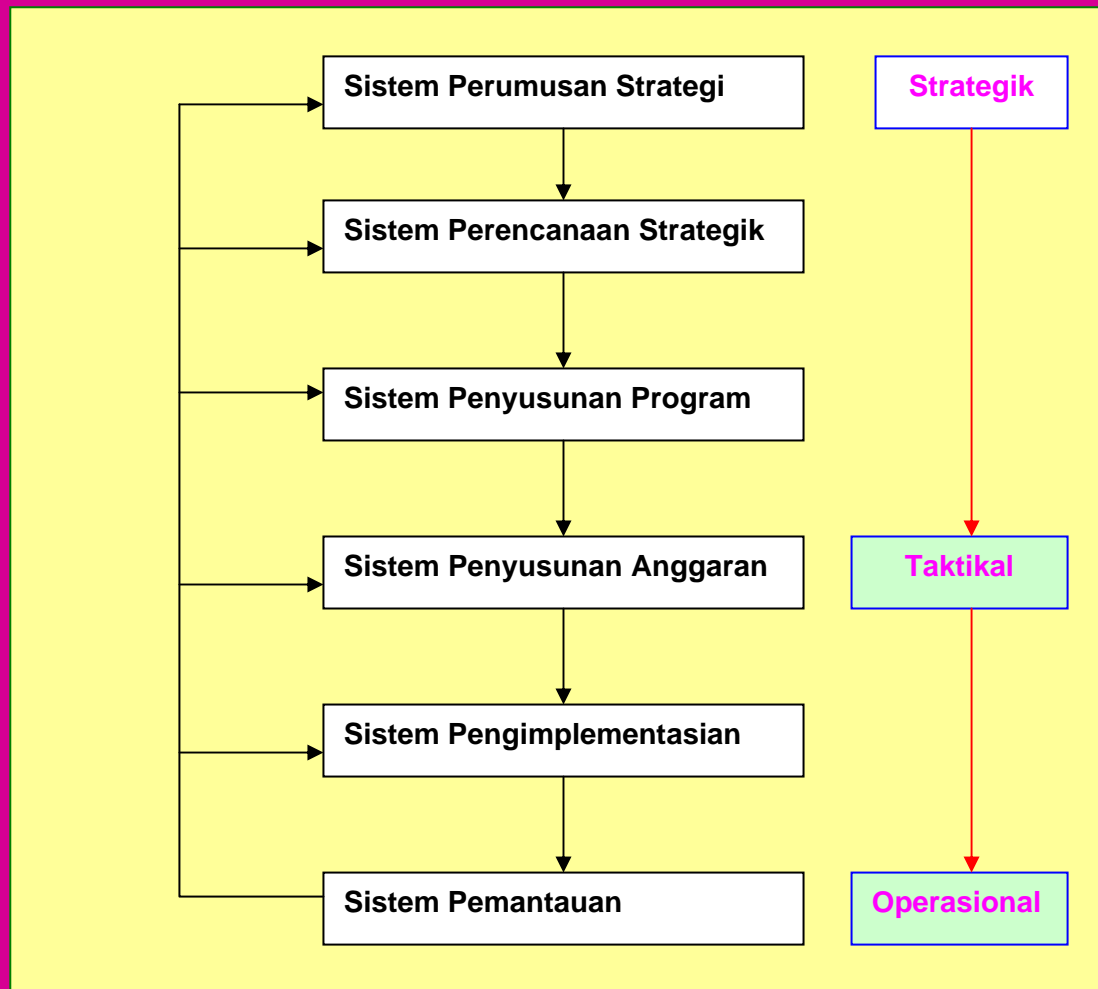 Sistem Perumusan Strategi
Strategik
Sistem Perencanaan Strategik
Sistem Penyusunan Program
Sistem Penyusunan Anggaran
Taktikal
Sistem Pengimplementasian
Sistem Pemantauan
Operasional